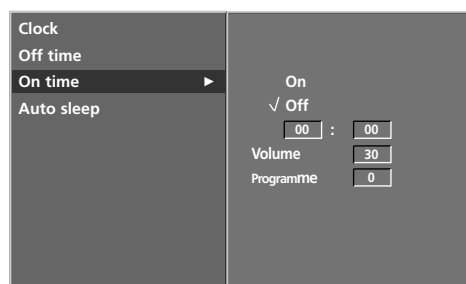 Clock
Off time
On time ►
Auto sleep
On
√ Off
00 : 00
Volume 30
Programme 0